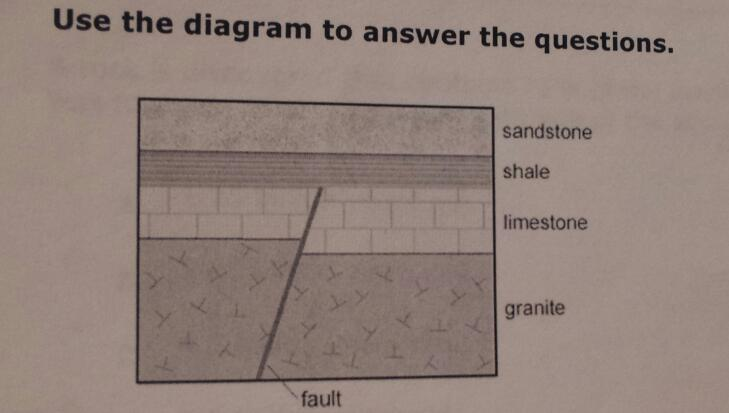 Use the diagram to answer the questions.
sandstone
shale
limestone
granite
fault